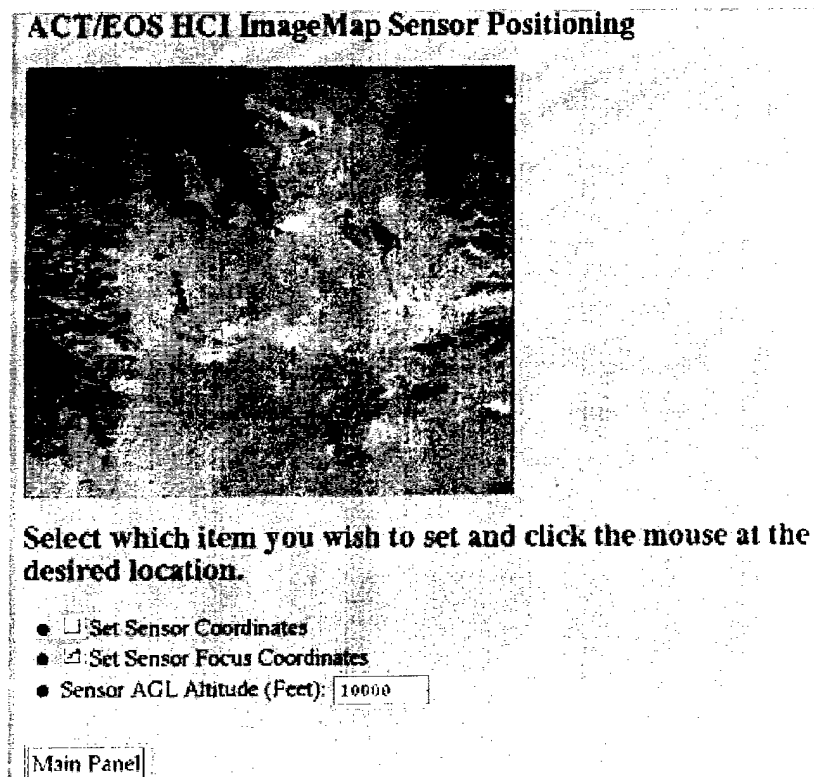 ACT/EOS HCI ImageMap Sensor Positioning
Select which item you wish to set and click the mouse at the
desired location.
Set Sensor Coordinates
Set Sensor Focus Coordinates
Sensor AGL Altitude (Feet): 10000
Main Panel